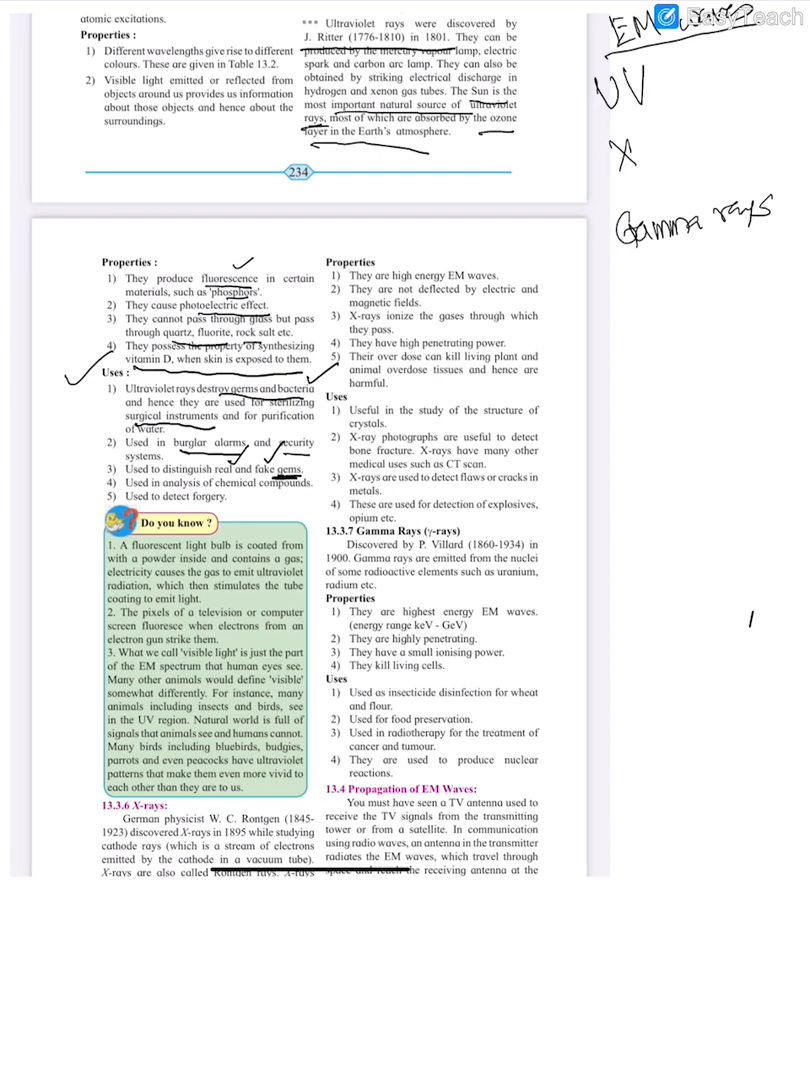 atomic excitations.
Properties :
1) Different wavelengths give rise to different
colours. These are given in Table 13.2.
2) Visible light emitted or reflected from
objects around us provides us information
about those objects and hence about the
surroundings.
*** Ultraviolet rays were discovered by
J. Ritter (1776-1810) in 1801. They can be
produced by the mercury vapour lamp, electric
spark and carbon arc lamp. They can also be
obtained by striking electrical discharge in
hydrogen and xenon gas tubes. The Sun is the
most important natural source of ultraviolet
rays, most of which are absorbed by the ozone
layer in the Earth's atmosphere.
234
EasyTeach
EM
UV
X
Gamma rays
Properties :
1) They produce fluorescence in certain
materials, such as 'phosphors'.
2) They cause photoelectric effect.
3) They cannot pass through glass but pass
through quartz, fluorite, rock salt etc.
4) They possess the property of synthesizing
vitamin D, when skin is exposed to them.
Uses :
1) Ultraviolet rays destroy germs and bacteria
and hence they are used for sterilizing
surgical instruments and for purification
of water.
2) Used in burglar alarms and security
systems.
3) Used to distinguish real and fake gems.
4) Used in analysis of chemical compounds.
5) Used to detect forgery.
Do you know ?
1. A fluorescent light bulb is coated from
with a powder inside and contains a gas;
electricity causes the gas to emit ultraviolet
radiation, which then stimulates the tube
coating to emit light.
2. The pixels of a television or computer
screen fluoresce when electrons from an
electron gun strike them.
3. What we call 'visible light' is just the part
of the EM spectrum that human eyes see.
Many other animals would define 'visible'
somewhat differently. For instance, many
animals including insects and birds, see
in the UV region. Natural world is full of
signals that animals see and humans cannot.
Many birds including bluebirds, budgies,
parrots and even peacocks have ultraviolet
patterns that make them even more vivid to
each other than they are to us.
13.3.6 X-rays:
German physicist W. C. Rontgen (1845-
1923) discovered X-rays in 1895 while studying
cathode rays (which is a stream of electrons
emitted by the cathode in a vacuum tube).
X-rays are also called Rontgen rays. X-rays
Properties
1) They are high energy EM waves.
2) They are not deflected by electric and
magnetic fields.
3) X-rays ionize the gases through which
they pass.
4) They have high penetrating power.
5) Their over dose can kill living plant and
animal overdose tissues and hence are
harmful.
Uses
1) Useful in the study of the structure of
crystals.
2) X-ray photographs are useful to detect
bone fracture. X-rays have many other
medical uses such as CT scan.
3) X-rays are used to detect flaws or cracks in
metals.
4) These are used for detection of explosives,
opium etc.
13.3.7 Gamma Rays (γ-rays)
Discovered by P. Villard (1860-1934) in
1900. Gamma rays are emitted from the nuclei
of some radioactive elements such as uranium,
radium etc.
Properties
1) They are highest energy EM waves.
(energy range keV - GeV)
2) They are highly penetrating.
3) They have a small ionising power.
4) They kill living cells.
Uses
1) Used as insecticide disinfection for wheat
and flour.
2) Used for food preservation.
3) Used in radiotherapy for the treatment of
cancer and tumour.
4) They are used to produce nuclear
reactions.
13.4 Propagation of EM Waves:
You must have seen a TV antenna used to
receive the TV signals from the transmitting
tower or from a satellite. In communication
using radio waves, an antenna in the transmitter
radiates the EM waves, which travel through
space and reach the receiving antenna at the